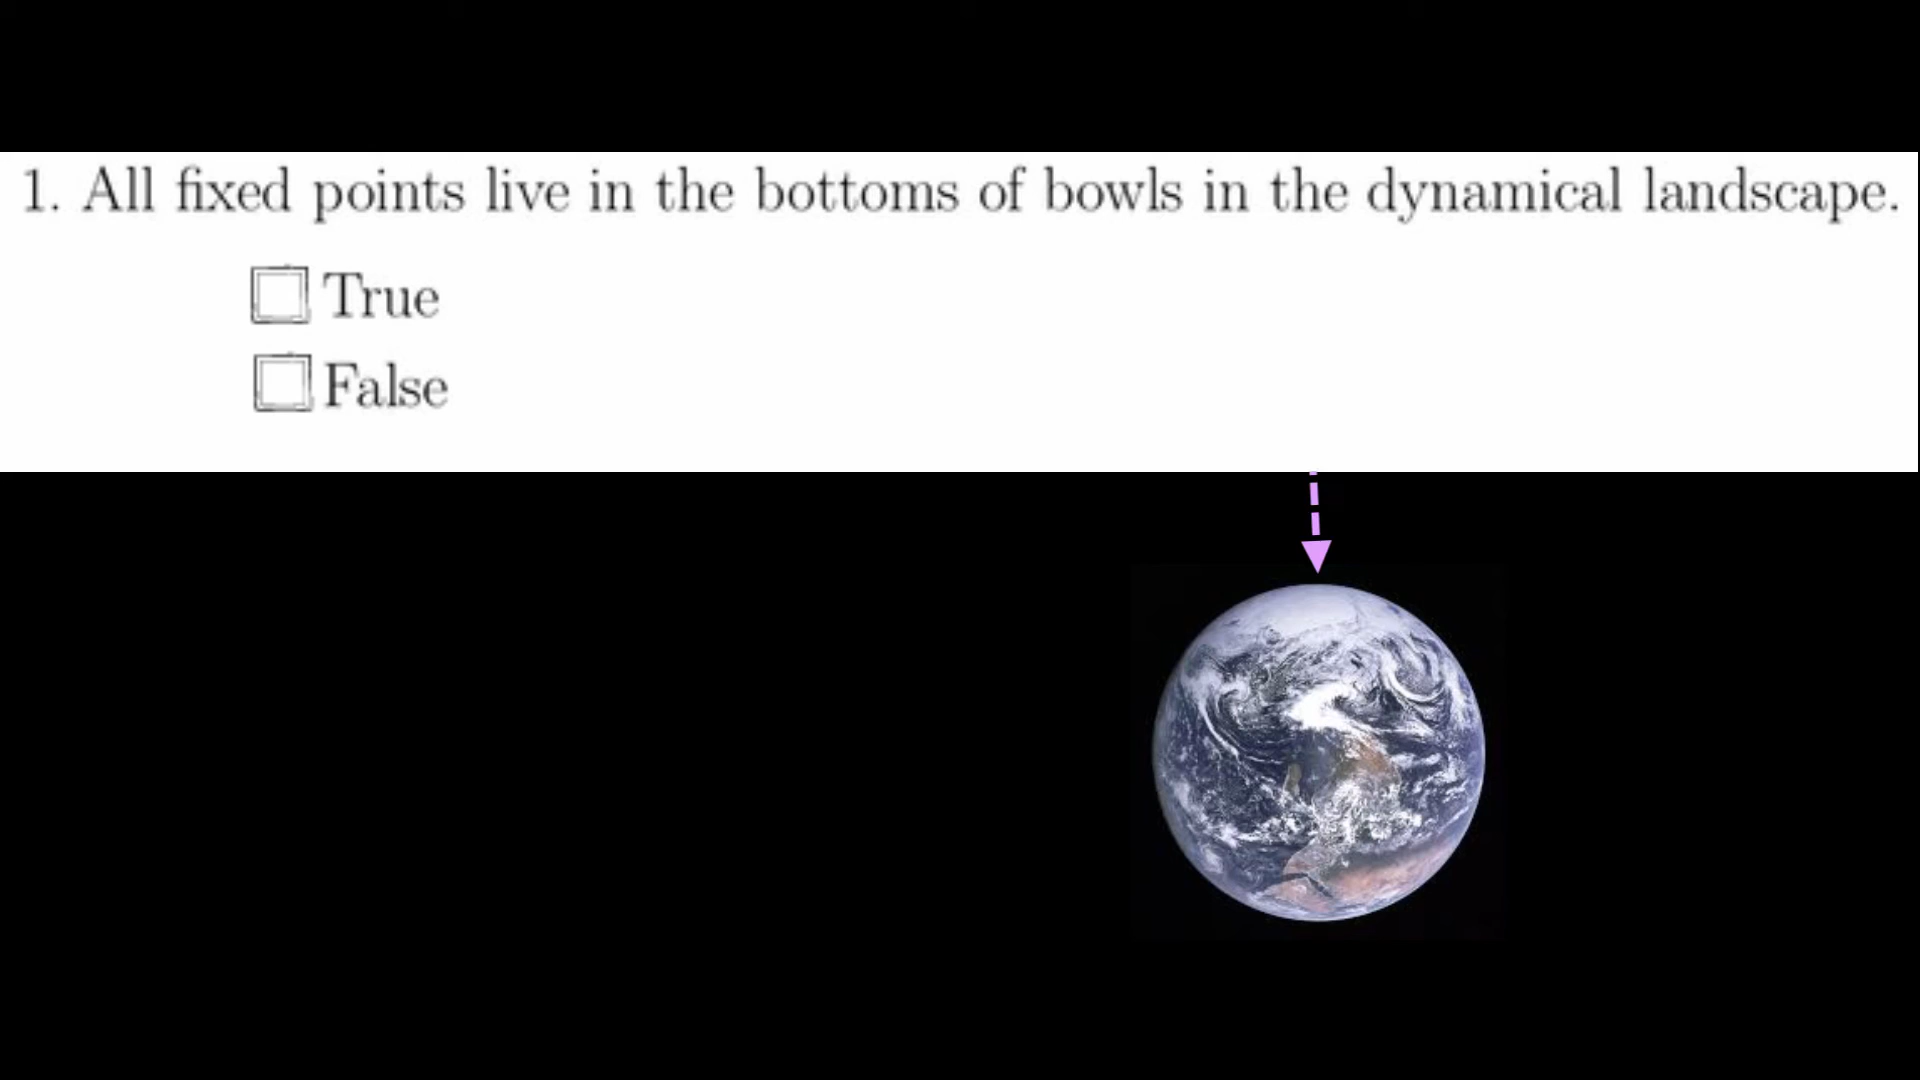 1. All fixed points live in the bottoms of bowls in the dynamical landscape.
True
False